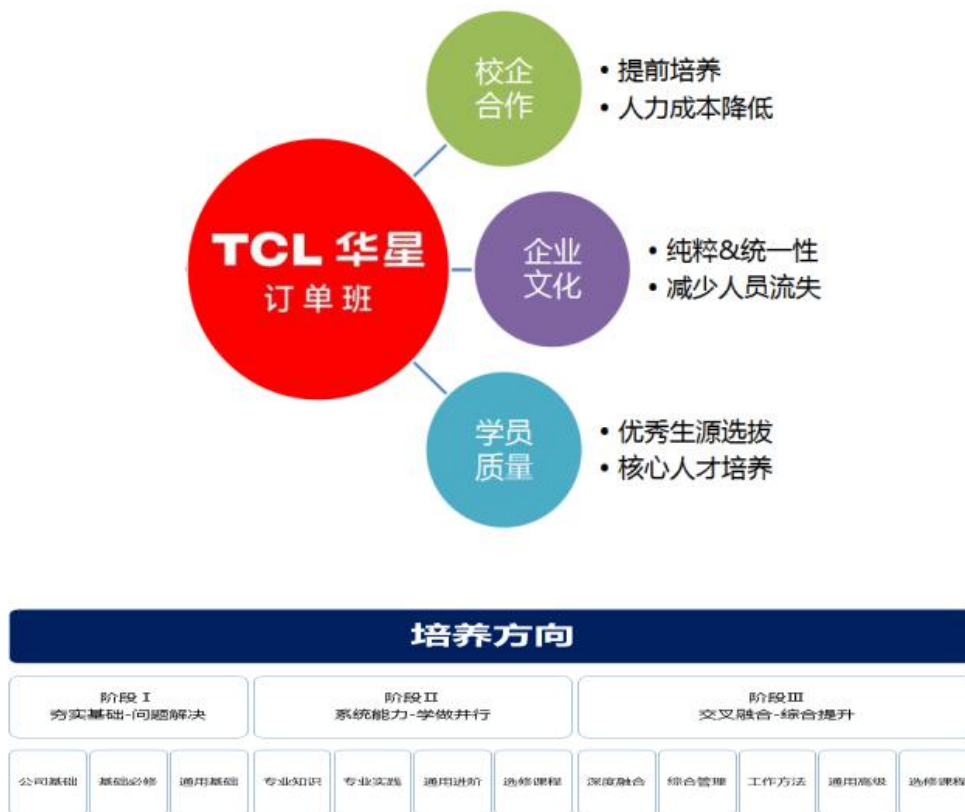 校企
合作
• 提前培养
• 人力成本降低
TCL 华星
订单班
企业
文化
• 纯粹&统一性
• 减少人员流失
学员
质量
• 优秀生源选拔
• 核心人才培养
培养方向
阶段 I
夯实基础-问题解决
阶段II
系统能力-学做并行
阶段III
交叉融合-综合提升
公司基础
基础必修
通用基础
专业知识
专业实践
通用进阶
选修课程
深度融合
综合管理
工作方法
通用高级
选修课程